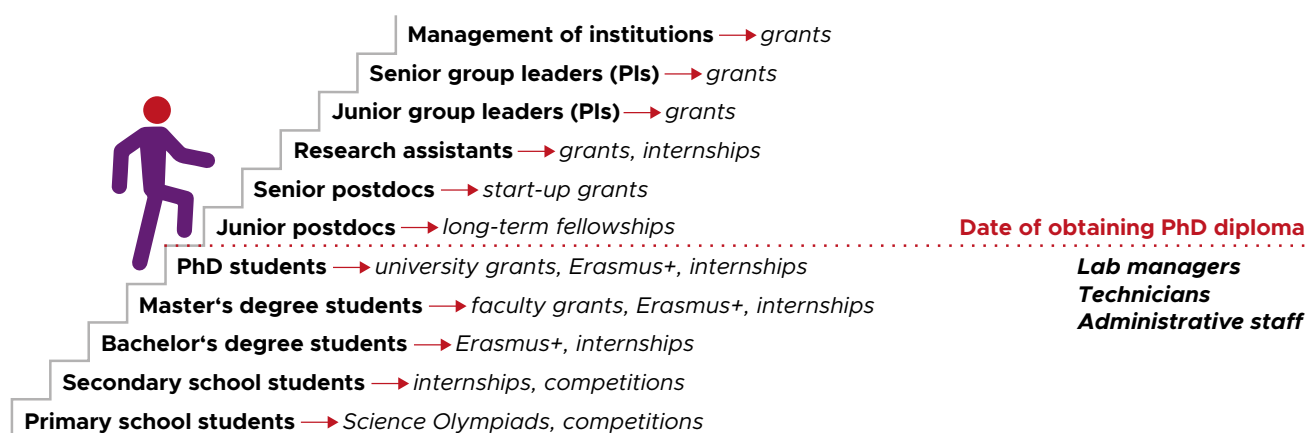 Management of institutions → grants
Senior group leaders (PIs) → grants
Junior group leaders (PIs) → grants
Research assistants → grants, internships
Senior postdocs → start-up grants
Junior postdocs → long-term fellowships
Date of obtaining PhD diploma
PhD students → university grants, Erasmus+, internships
Lab managers
Master‘s degree students → faculty grants, Erasmus+, internships
Technicians
Administrative staff
Bachelor‘s degree students → Erasmus+, internships
Secondary school students → internships, competitions
Primary school students → Science Olympiads, competitions